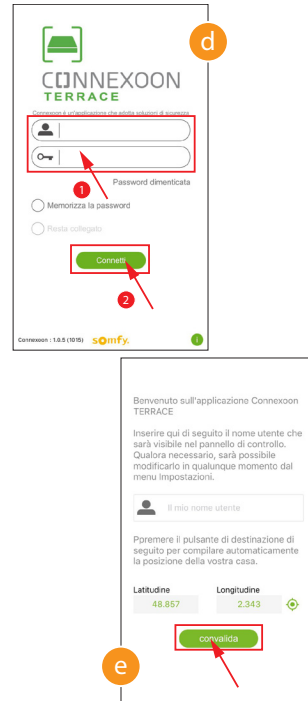 d
CONNEXOON
TERRACE
Connexoon è un'applicazione che adotta soluzioni di sicurezza
Password dimenticata
1
Memorizza la password
Resta collegato
Connetti
2
Connexoon : 1.0.5 (1015) somfy.
i
Benvenuto sull'applicazione Connexoon
TERRACE
Inserire qui di seguito il nome utente che
sarà visibile nel pannello di controllo.
Qualora necessario, sarà possibile
modificarlo in qualunque momento dal
menu Impostazioni.
Il mio nome utente
Ppremere il pulsante di destinazione di
seguito per compilare automaticamente
la posizione della vostra casa.
Latitudine Longitudine
48.857 2.343
convalida
e